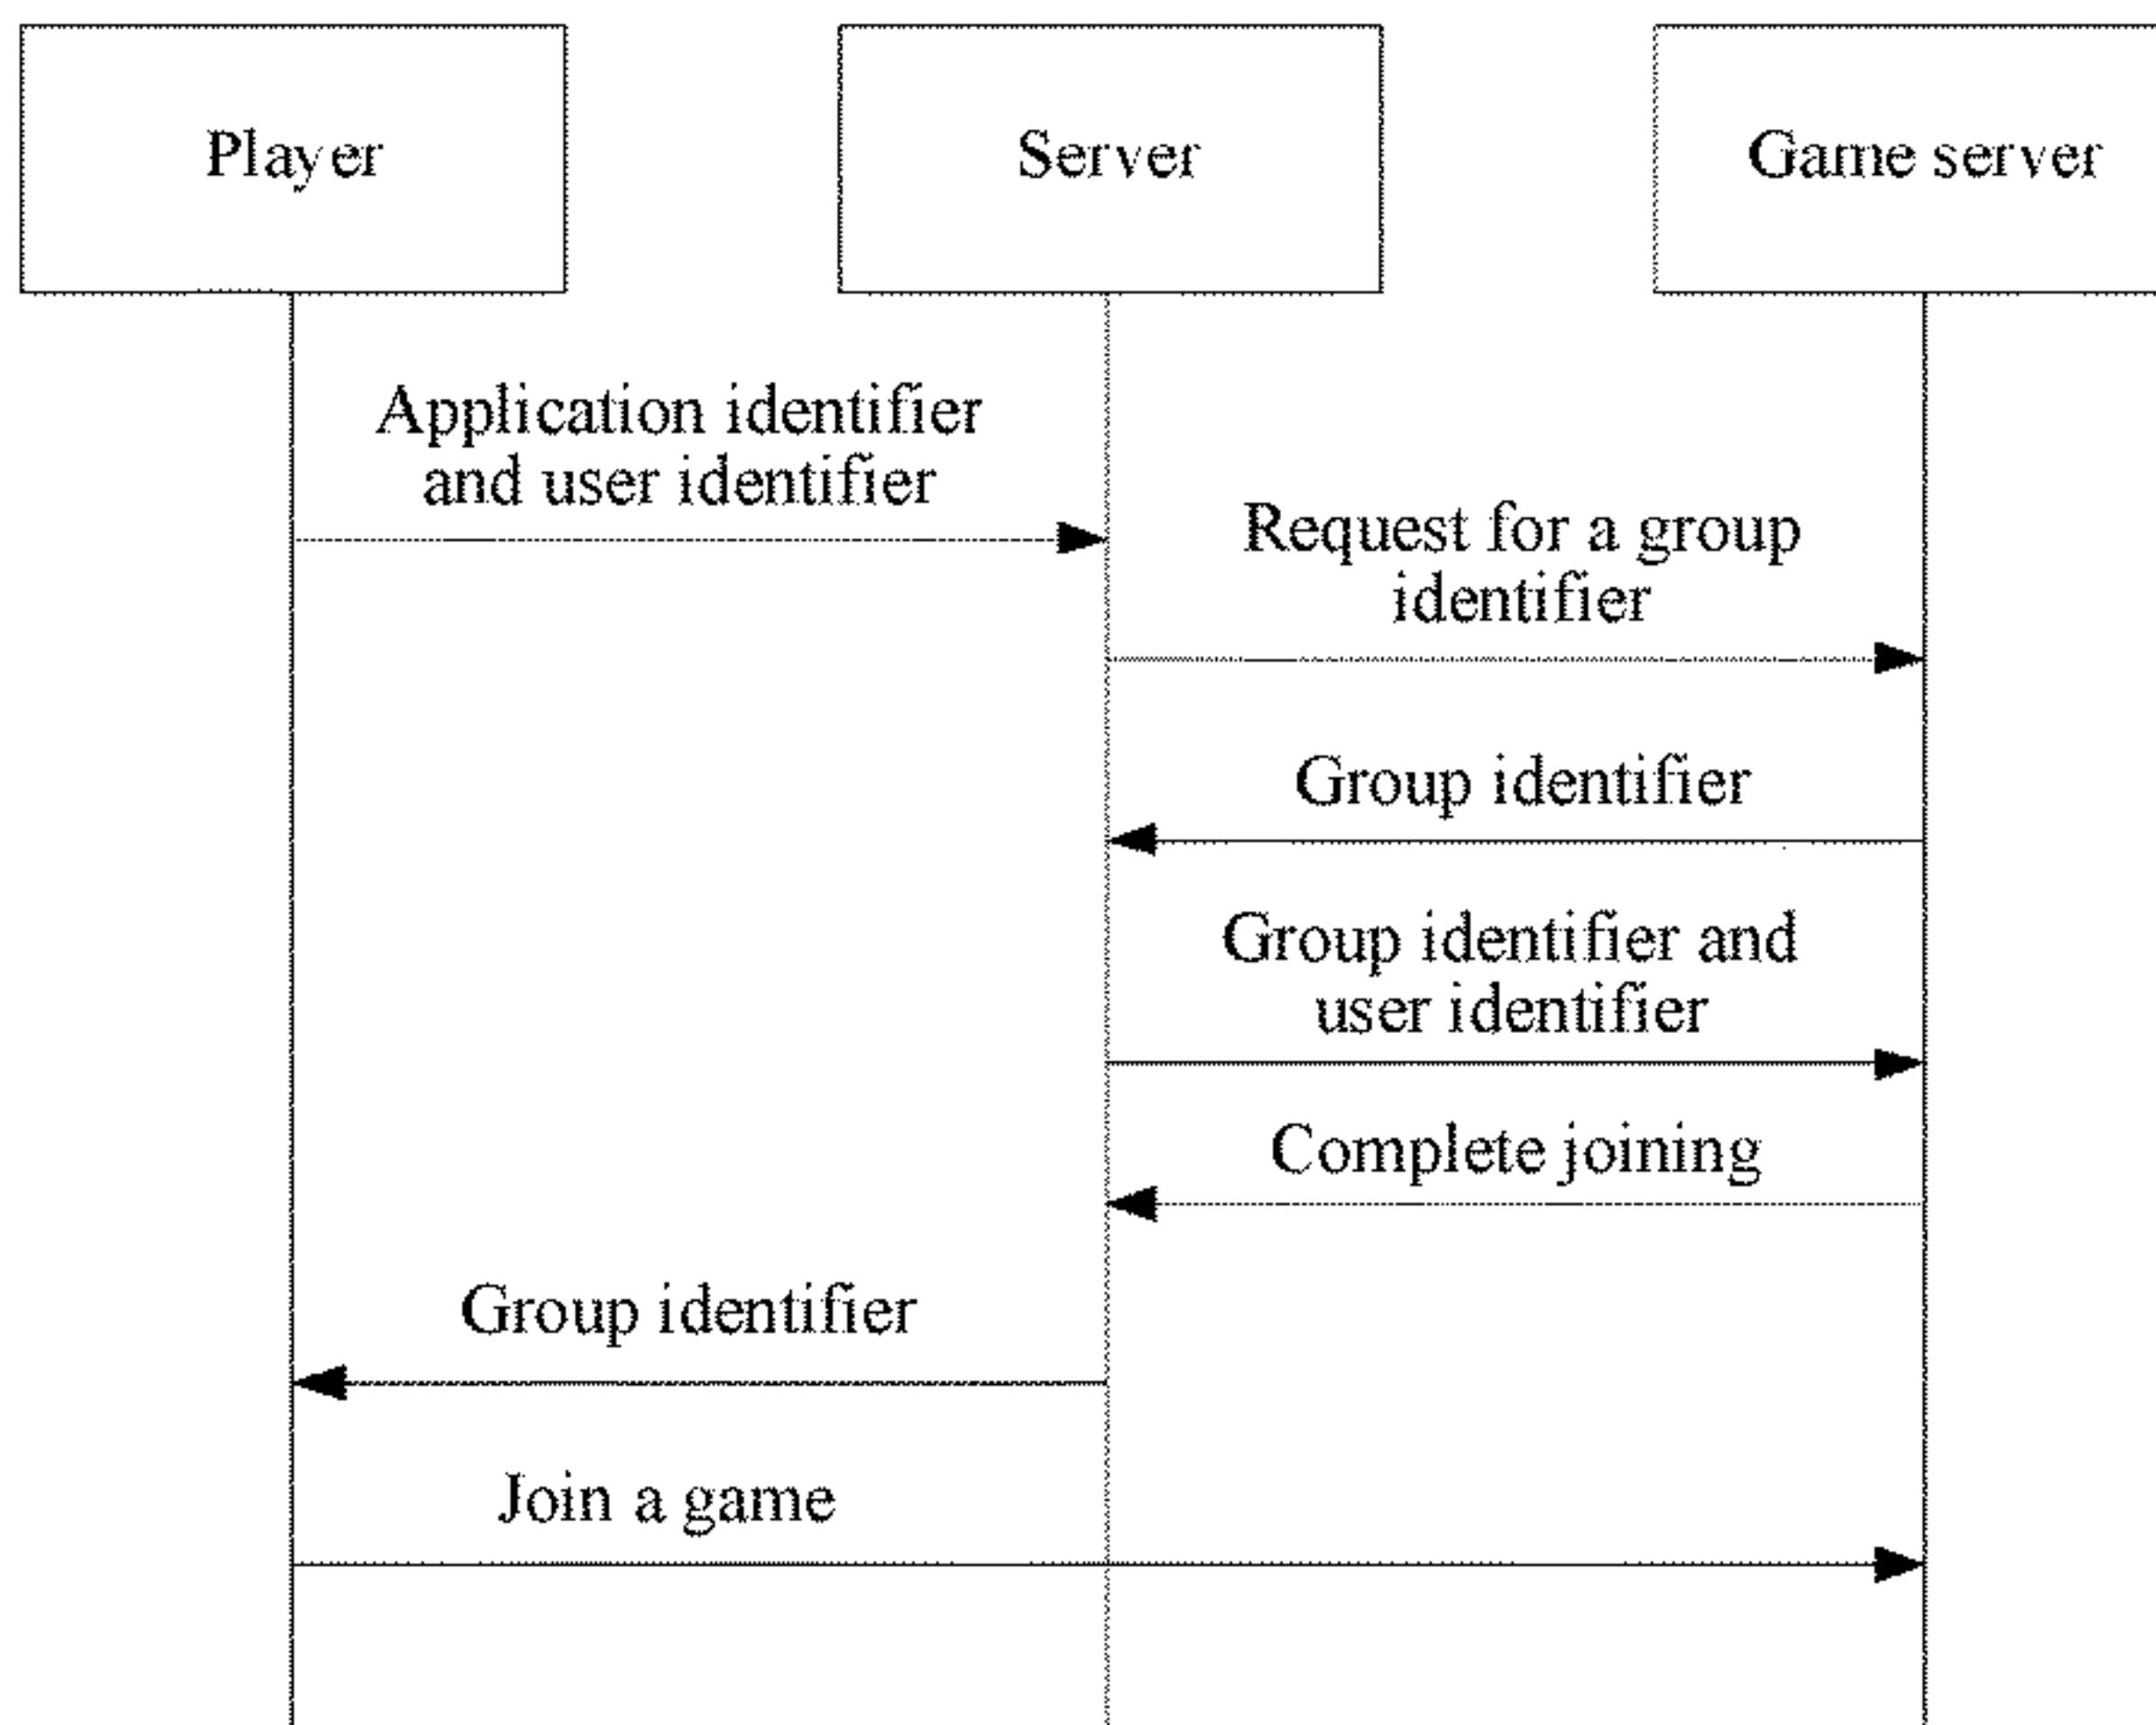 Player
Server
Game server
Application identifier
and user identifier
Request for a group
identifier
Group identifier
Group identifier and
user identifier
Complete joining
Group identifier
Join a game